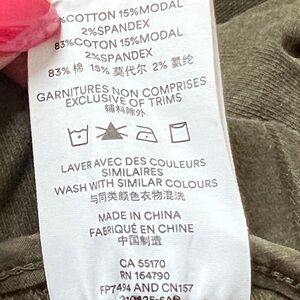 %COTTON 15%MODAL
2%SPANDEX
83%COTON 15%MODAL
2%SPANDEX
83% 棉 15% 莫代尔 2% 氨纶
GARNITURES NON COMPRISES
EXCLUSIVE OF TRIMS
辅料除外
LAVER AVEC DES COULEURS
SIMILAIRES
WASH WITH SIMILAR COLOURS
与同类颜色衣物混洗
MADE IN CHINA
FABRIQUÉ EN CHINE
中国制造
CA 55170
RN 164790
FP7494 AND CN157